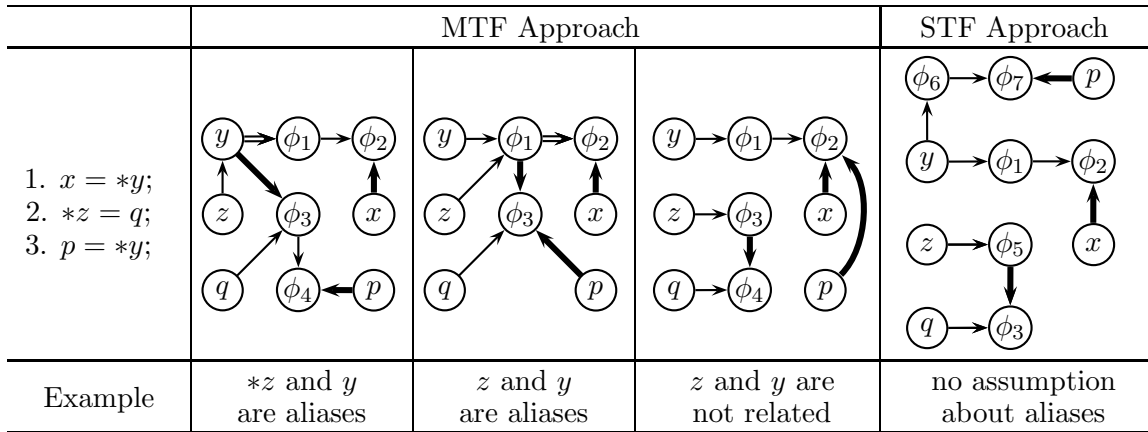 MTF Approach STF Approach
1. x = ∗y;
2. ∗z = q;
3. p = ∗y;
y ϕ1 ϕ2
z ϕ3 x
q ϕ4 p
y ϕ1 ϕ2
z ϕ3 x
q p
y ϕ1 ϕ2
z ϕ3 x
q ϕ4 p
ϕ6 ϕ7 p
y ϕ1 ϕ2
z ϕ5 x
q ϕ3
Example
∗z and y
are aliases
z and y
are aliases
z and y are
not related
no assumption
about aliases